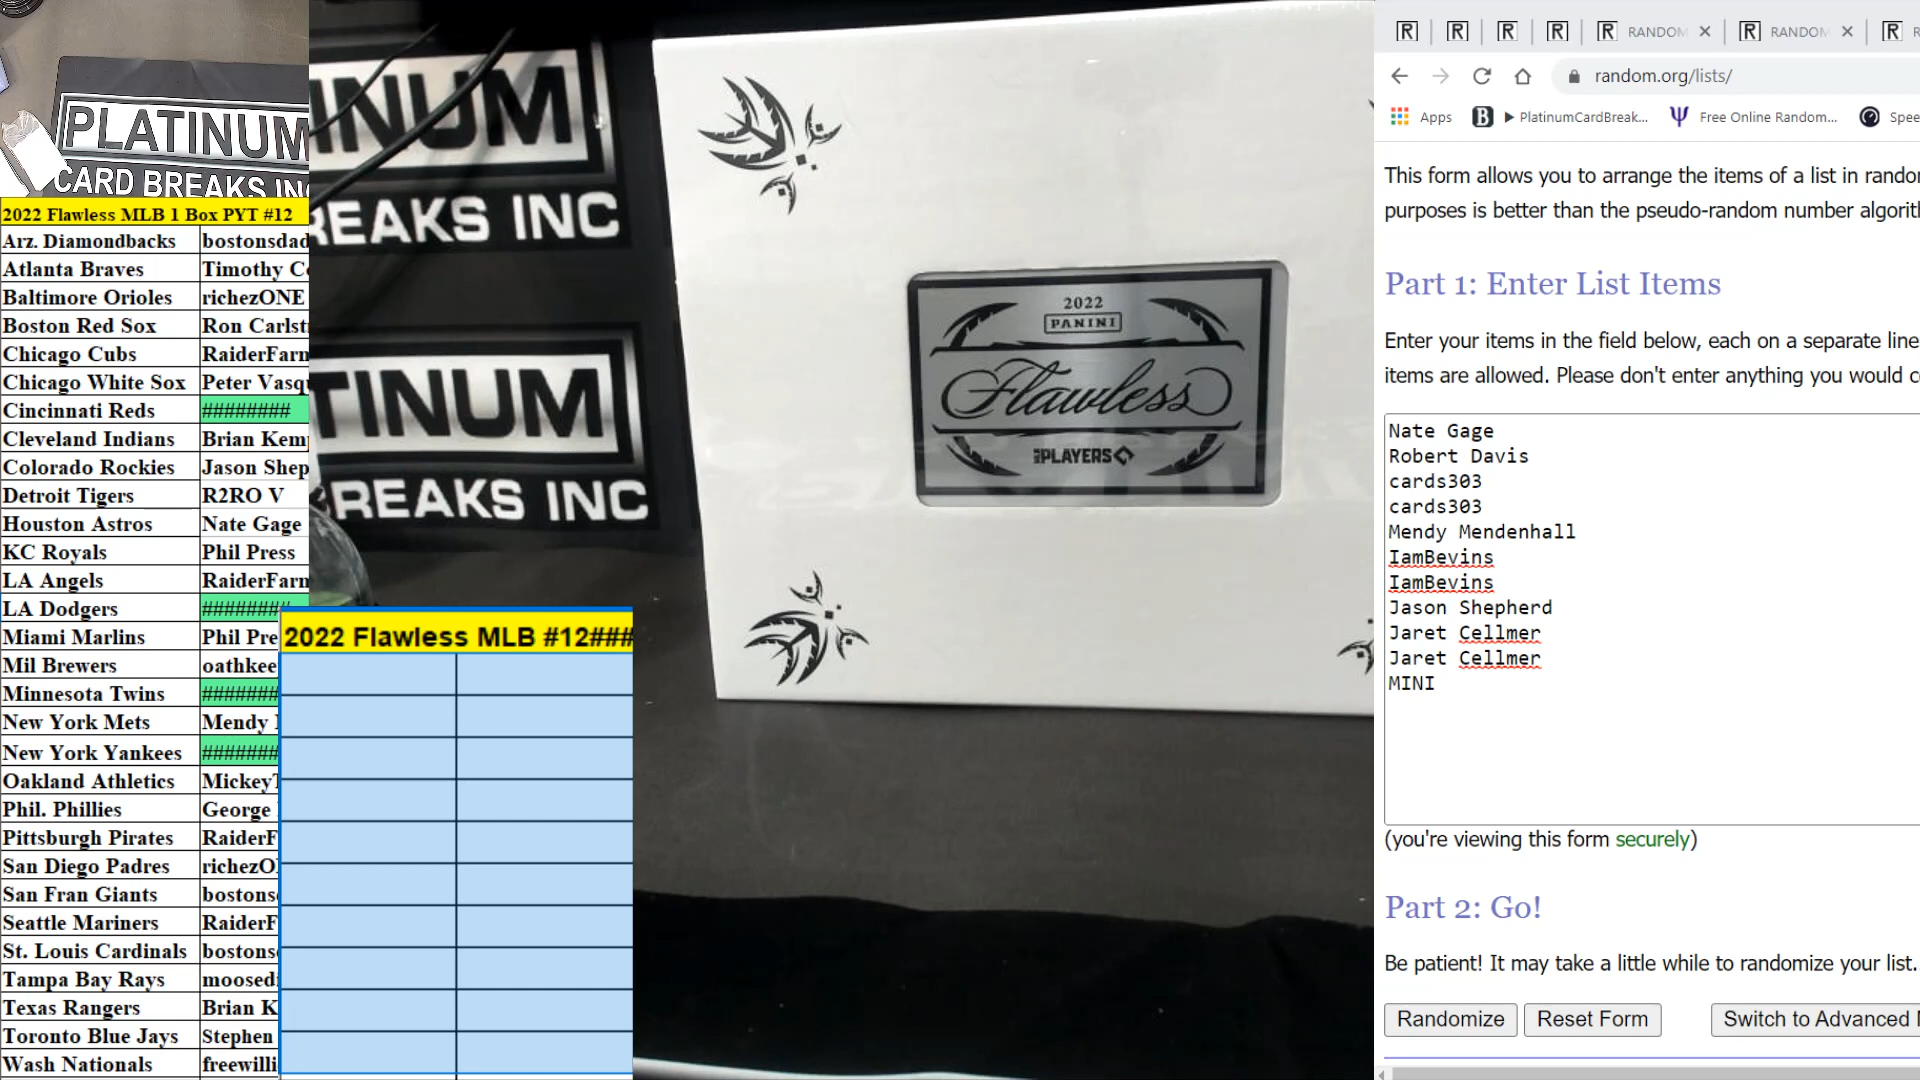 PLATINUM
CARD BREAKS IN
2022 Flawless MLB 1 Box PYT #12
Arz. Diamondbacks bostonsdad
Atlanta Braves Timothy
Baltimore Orioles richezONE
Boston Red Sox Ron Carlst
Chicago Cubs RaiderFarm
Chicago White Sox Peter Vasq
Cincinnati Reds ########
Cleveland Indians Brian Kemp
Colorado Rockies Jason Shep
Detroit Tigers R2RO V
Houston Astros Nate Gage
KC Royals Phil Press
LA Angels RaiderFarm
LA Dodgers ########
Miami Marlins Phil Pre
Mil Brewers oathkee
Minnesota Twins #######
New York Mets Mendy
New York Yankees #######
Oakland Athletics MickeyT
Phil. Phillies George
Pittsburgh Pirates RaiderF
San Diego Padres richezO
San Fran Giants bostons
Seattle Mariners RaiderF
St. Louis Cardinals bostons
Tampa Bay Rays moosed
Texas Rangers Brian K
Toronto Blue Jays Stephen
Wash Nationals freewilli
2022 Flawless MLB #12###
INUM
REAKS INC
TINUM
BREAKS INC
2022
PANINI
Flawless
PLAYERS
RANDOM
RANDOM
random.org/lists/
Apps
PlatinumCardBreak...
Free Online Random...
Spee
This form allows you to arrange the items of a list in rando
purposes is better than the pseudo-random number algorit
Part 1: Enter List Items
Enter your items in the field below, each on a separate line
items are allowed. Please don't enter anything you would c
Nate Gage
Robert Davis
cards303
cards303
Mendy Mendenhall
IamBevins
IamBevins
Jason Shepherd
Jaret Cellmer
Jaret Cellmer
MINI
(you're viewing this form securely)
Part 2: Go!
Be patient! It may take a little while to randomize your list.
Randomize
Reset Form
Switch to Advanced